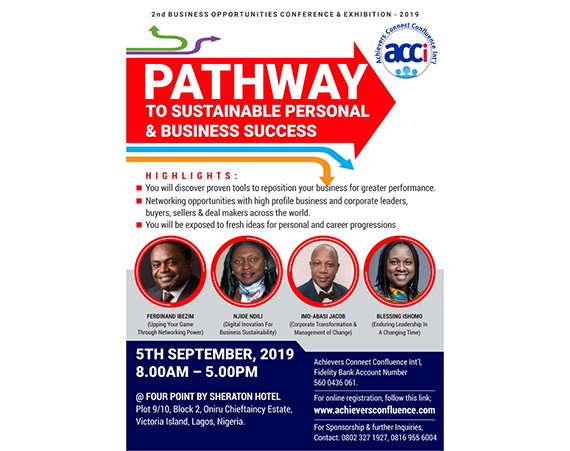 2nd BUSINESS OPPORTUNITIES CONFERENCE & EXHIBITION - 2019
Achievers Connect Confluence Int'l
acci
PATHWAY
TO SUSTAINABLE PERSONAL
& BUSINESS SUCCESS
HIGHLIGHTS:
You will discover proven tools to reposition your business for greater performance.
Networking opportunities with high profile business and corporate leaders,
buyers, sellers & deal makers across the world.
You will be exposed to fresh ideas for personal and career progressions
FERDINAND IBEZIM
(Upping Your Game
Through Networking Power)
NJIDE NDILI
(Digital Inovation For
Business Sustainability)
INIO-ABASI JACOB
(Corporate Transformation &
Management of Change)
BLESSING ISHOMO
(Enduring Leadership In
A Changing Time)
5TH SEPTEMBER, 2019
8.00AM – 5.00PM
@ FOUR POINT BY SHERATON HOTEL
Plot 9/10, Block 2, Oniru Chieftaincy Estate,
Victoria Island, Lagos, Nigeria.
Achievers Connect Confluence Int'l,
Fidelity Bank Account Number
560 0436 061.
For online registration, follow this link;
www.achieversconfluence.com
For Sponsorship & further Inquiries,
Contact: 0802 327 1927, 0816 955 6004